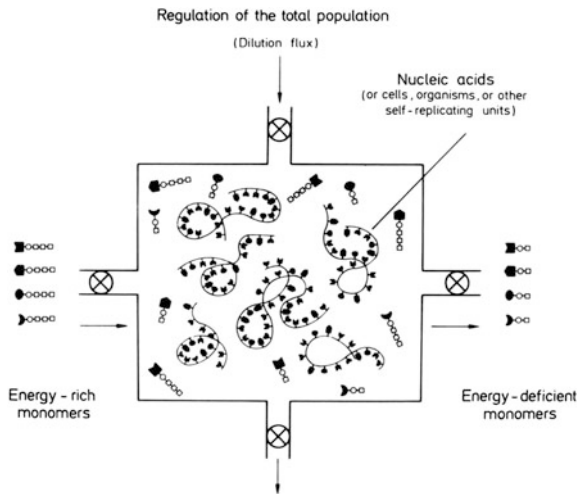 Regulation of the total population
(Dilution flux)
Nucleic acids
(or cells, organisms, or other
self-replicating units)
Energy-rich
monomers
Energy-deficient
monomers